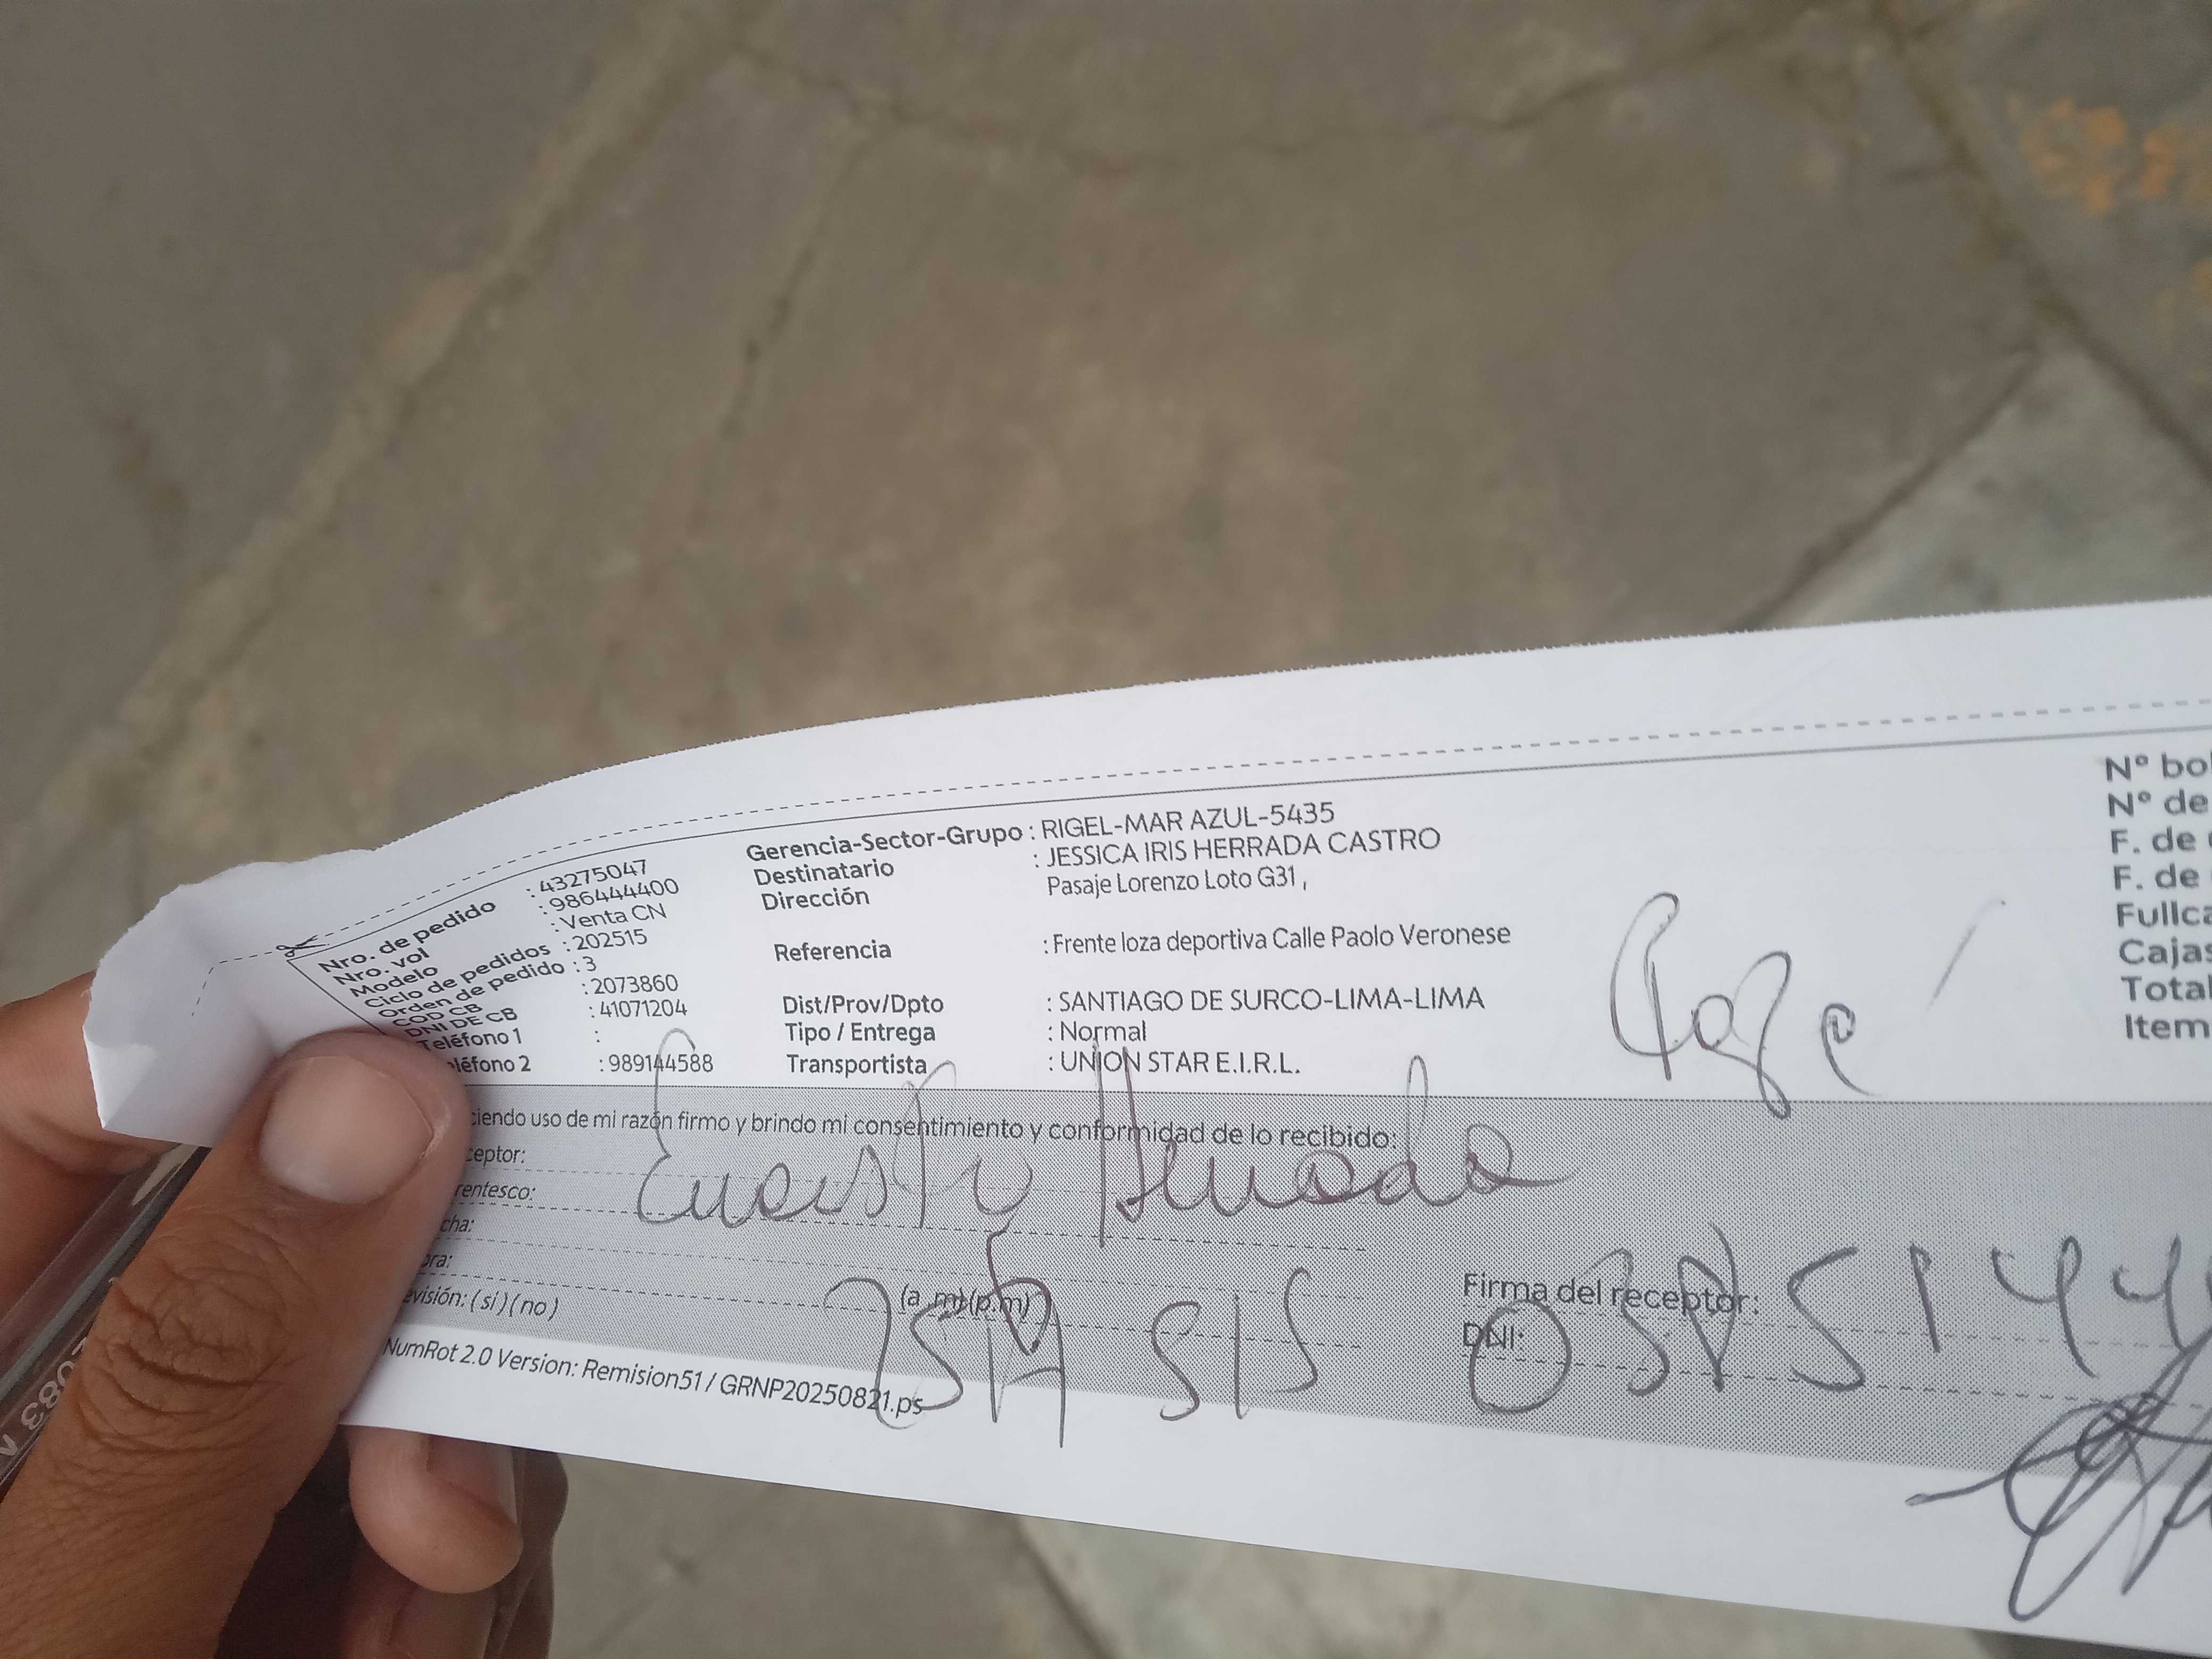 Nro. de pedido : 43275047
Nro. vol : 986444400
Modelo : Venta CN
Ciclo de pedidos : 202515
Orden de pedido : 3
COD CB : 2073860
DNI DE CB : 41071204
Teléfono 1 :
léfono 2 : 989144588
Gerencia-Sector-Grupo : RIGEL-MAR AZUL-5435
Destinatario : JESSICA IRIS HERRADA CASTRO
Dirección Pasaje Lorenzo Loto G31 ,
Referencia : Frente loza deportiva Calle Paolo Veronese
Dist/Prov/Dpto : SANTIAGO DE SURCO-LIMA-LIMA
Tipo / Entrega : Normal
Transportista : UNION STAR E.I.R.L.
Nº bol
Nº de
F. de
F. de
Fullca
Cajas
Total
Item
ciendo uso de mi razón firmo y brindo mi consentimiento y conformidad de lo recibido:
ceptor:
rentesco:
cha:
ora:
(a.m)(p.m)
evisión: (si)(no)
Firma del receptor:
DNI:
NumRot 2.0 Version: Remision51 / GRNP20250821.ps